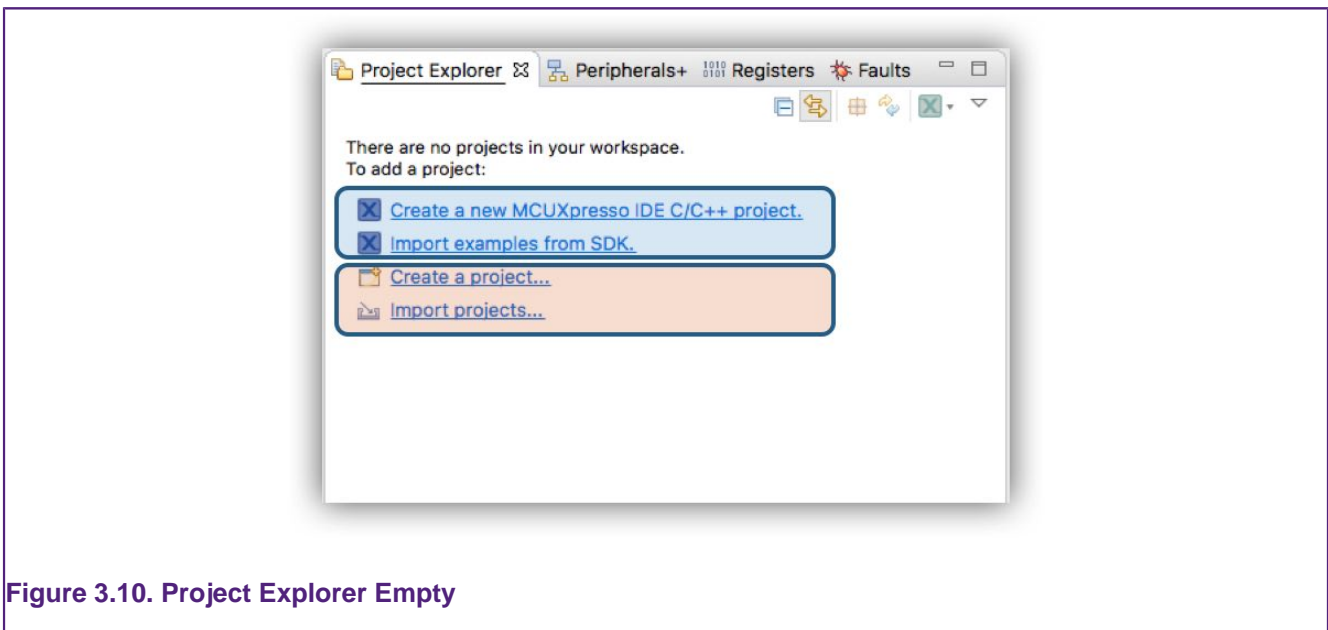 Project Explorer Peripherals+ Registers Faults
There are no projects in your workspace.
To add a project:
Create a new MCUXpresso IDE C/C++ project.
Import examples from SDK.
Create a project...
Import projects...
Figure 3.10. Project Explorer Empty